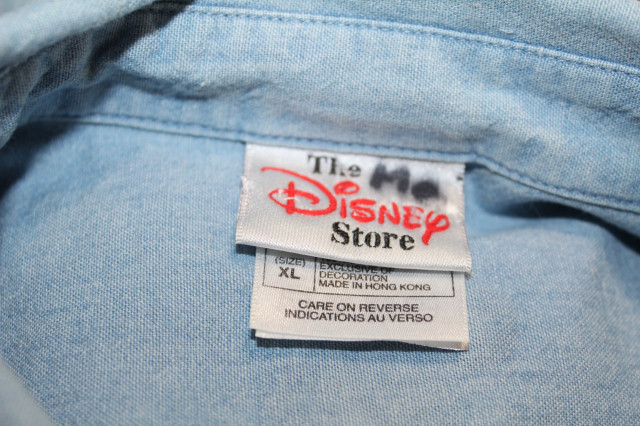 The
Disney
Store
(SIZE)
XL
EXCLUSIVE OF
DECORATION
MADE IN HONG KONG
CARE ON REVERSE
INDICATIONS AU VERSO